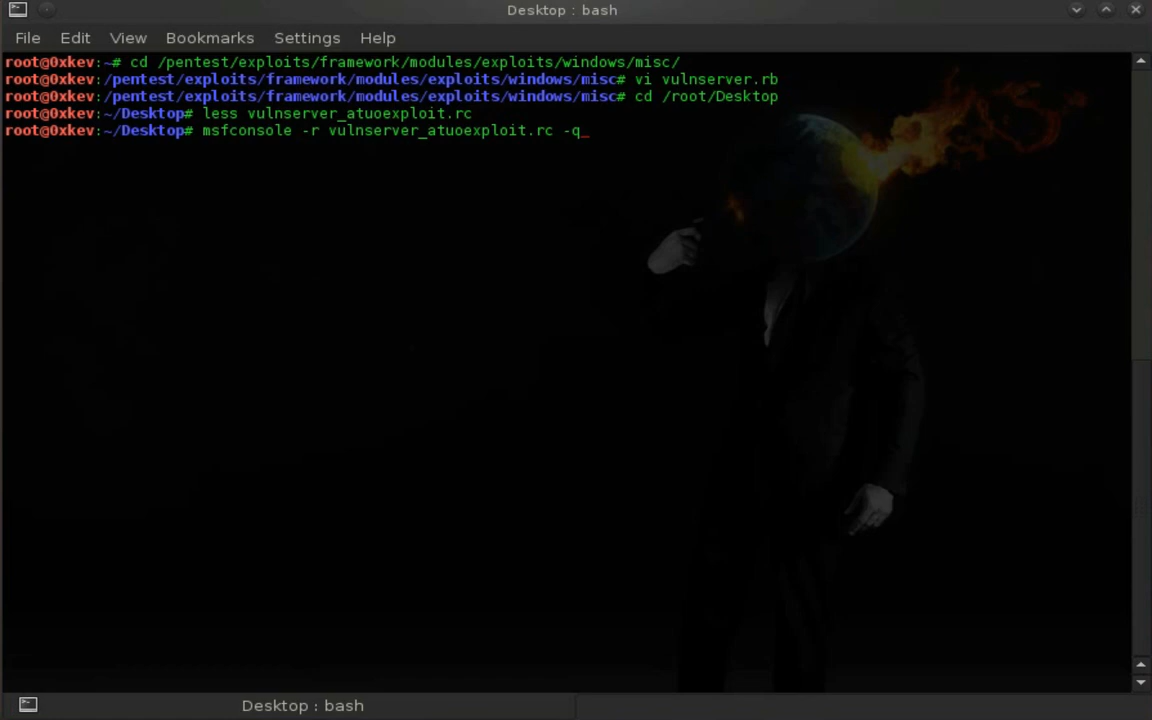 Desktop : bash
File Edit View Bookmarks Settings Help
root@0xkev:~# cd /pentest/exploits/framework/modules/exploits/windows/misc/
root@0xkev:/pentest/exploits/framework/modules/exploits/windows/misc# vi vulnserver.rb
root@0xkev:/pentest/exploits/framework/modules/exploits/windows/misc# cd /root/Desktop
root@0xkev:~/Desktop# less vulnserver_atuoexploit.rc
root@0xkev:~/Desktop# msfconsole -r vulnserver_atuoexploit.rc -q_
Desktop : bash